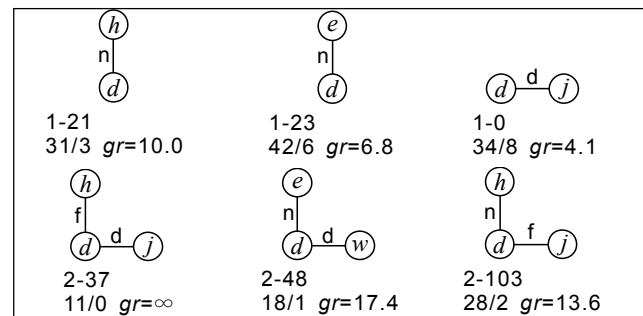 h
n
d
1-21
31/3 gr=10.0
e
n
d
1-23
42/6 gr=6.8
d d j
1-0
34/8 gr=4.1
h
f
d d j
2-37
11/0 gr=∞
e
n
d d w
2-48
18/1 gr=17.4
h
n
d f j
2-103
28/2 gr=13.6